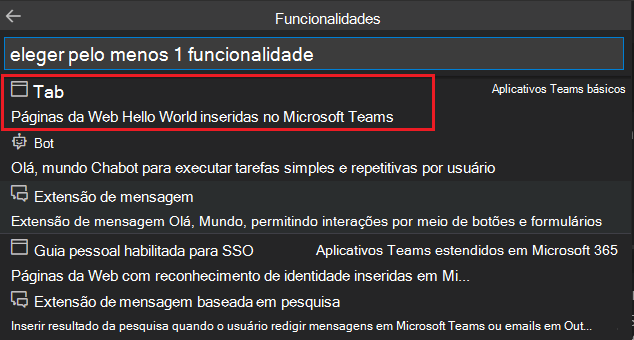 Funcionalidades
eleger pelo menos 1 funcionalidade
Tab Aplicativos Teams básicos
Páginas da Web Hello World inseridas no Microsoft Teams
Bot
Olá, mundo Chabot para executar tarefas simples e repetitivas por usuário
Extensão de mensagem
Extensão de mensagem Olá, Mundo, permitindo interações por meio de botões e formulários
Guia pessoal habilitada para SSO Aplicativos Teams estendidos em Microsoft 365
Páginas da Web com reconhecimento de identidade inseridas em Mi...
Extensão de mensagem baseada em pesquisa
Inserir resultado da pesquisa quando o usuário redigir mensagens em Microsoft Teams ou emails em Out...